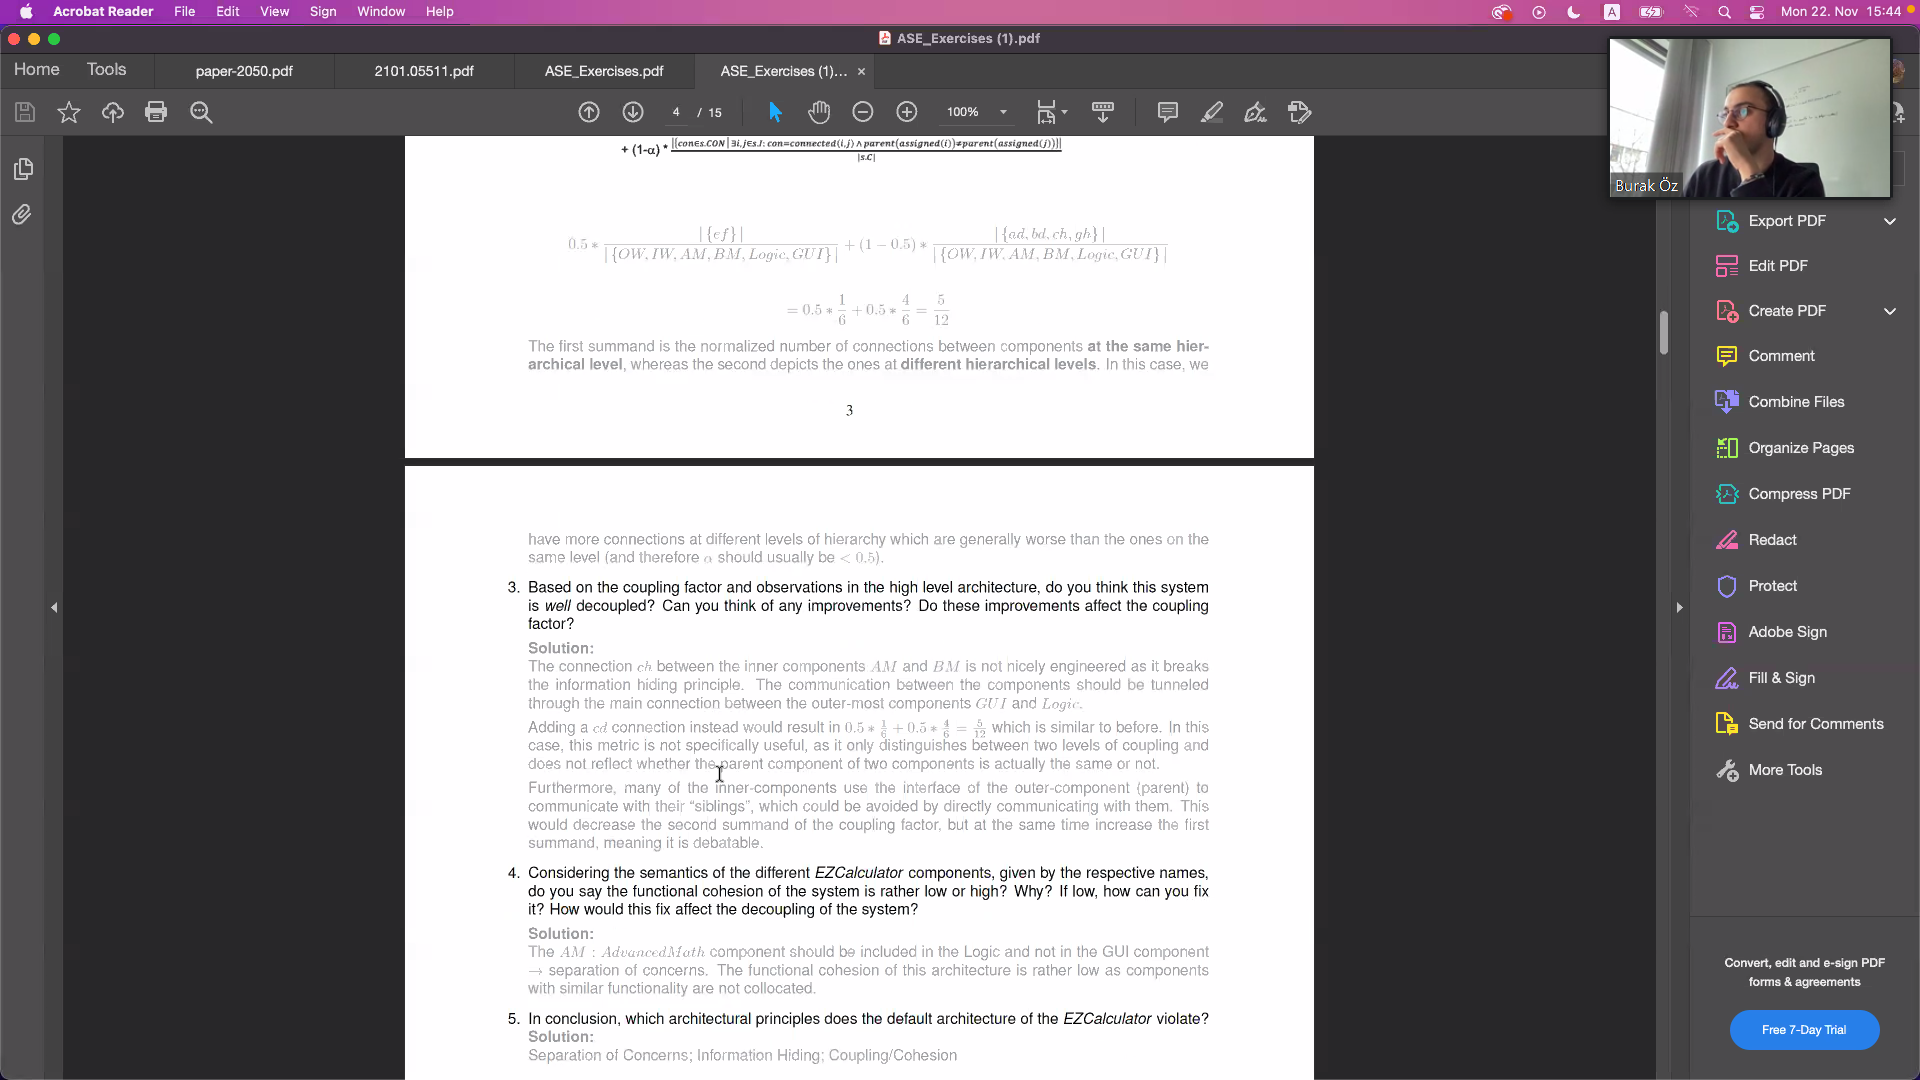 Acrobat Reader File Edit View Sign Window Help
A Mon 22. Nov 15:44
ASE_Exercises (1).pdf
Home Tools paper-2050.pdf 2101.05511.pdf ASE_Exercises.pdf ASE_Exercises (1)... ×
4 / 15 100%
Burak Öz
+ (1-α) * |{con∈s.CON | ∃i,j∈s.I: con=connected(i,j) ∧ parent(assigned(i))≠parent(assigned(j))}|
|s.C|
0.5 * |{ef}| / |{OW, IW, AM, BM, Logic, GUI}| + (1 − 0.5) * |{ad, bd, ch, gh}| / |{OW, IW, AM, BM, Logic, GUI}|
= 0.5 * 1/6 + 0.5 * 4/6 = 5/12
The first summand is the normalized number of connections between components at the same hier-
archical level, whereas the second depicts the ones at different hierarchical levels. In this case, we
3
have more connections at different levels of hierarchy which are generally worse than the ones on the
same level (and therefore α should usually be < 0.5).
3. Based on the coupling factor and observations in the high level architecture, do you think this system
is well decoupled? Can you think of any improvements? Do these improvements affect the coupling
factor?
Solution:
The connection ch between the inner components AM and BM is not nicely engineered as it breaks
the information hiding principle. The communication between the components should be tunneled
through the main connection between the outer-most components GUI and Logic.
Adding a cd connection instead would result in 0.5 * 1/6 + 0.5 * 4/6 = 5/12 which is similar to before. In this
case, this metric is not specifically useful, as it only distinguishes between two levels of coupling and
does not reflect whether the parent component of two components is actually the same or not.
Furthermore, many of the inner-components use the interface of the outer-component (parent) to
communicate with their “siblings”, which could be avoided by directly communicating with them. This
would decrease the second summand of the coupling factor, but at the same time increase the first
summand, meaning it is debatable.
4. Considering the semantics of the different EZCalculator components, given by the respective names,
do you say the functional cohesion of the system is rather low or high? Why? If low, how can you fix
it? How would this fix affect the decoupling of the system?
Solution:
The AM : AdvancedMath component should be included in the Logic and not in the GUI component
→ separation of concerns. The functional cohesion of this architecture is rather low as components
with similar functionality are not collocated.
5. In conclusion, which architectural principles does the default architecture of the EZCalculator violate?
Solution:
Separation of Concerns; Information Hiding; Coupling/Cohesion
Export PDF
Edit PDF
Create PDF
Comment
Combine Files
Organize Pages
Compress PDF
Redact
Protect
Adobe Sign
Fill & Sign
Send for Comments
More Tools
Convert, edit and e-sign PDF
forms & agreements
Free 7-Day Trial